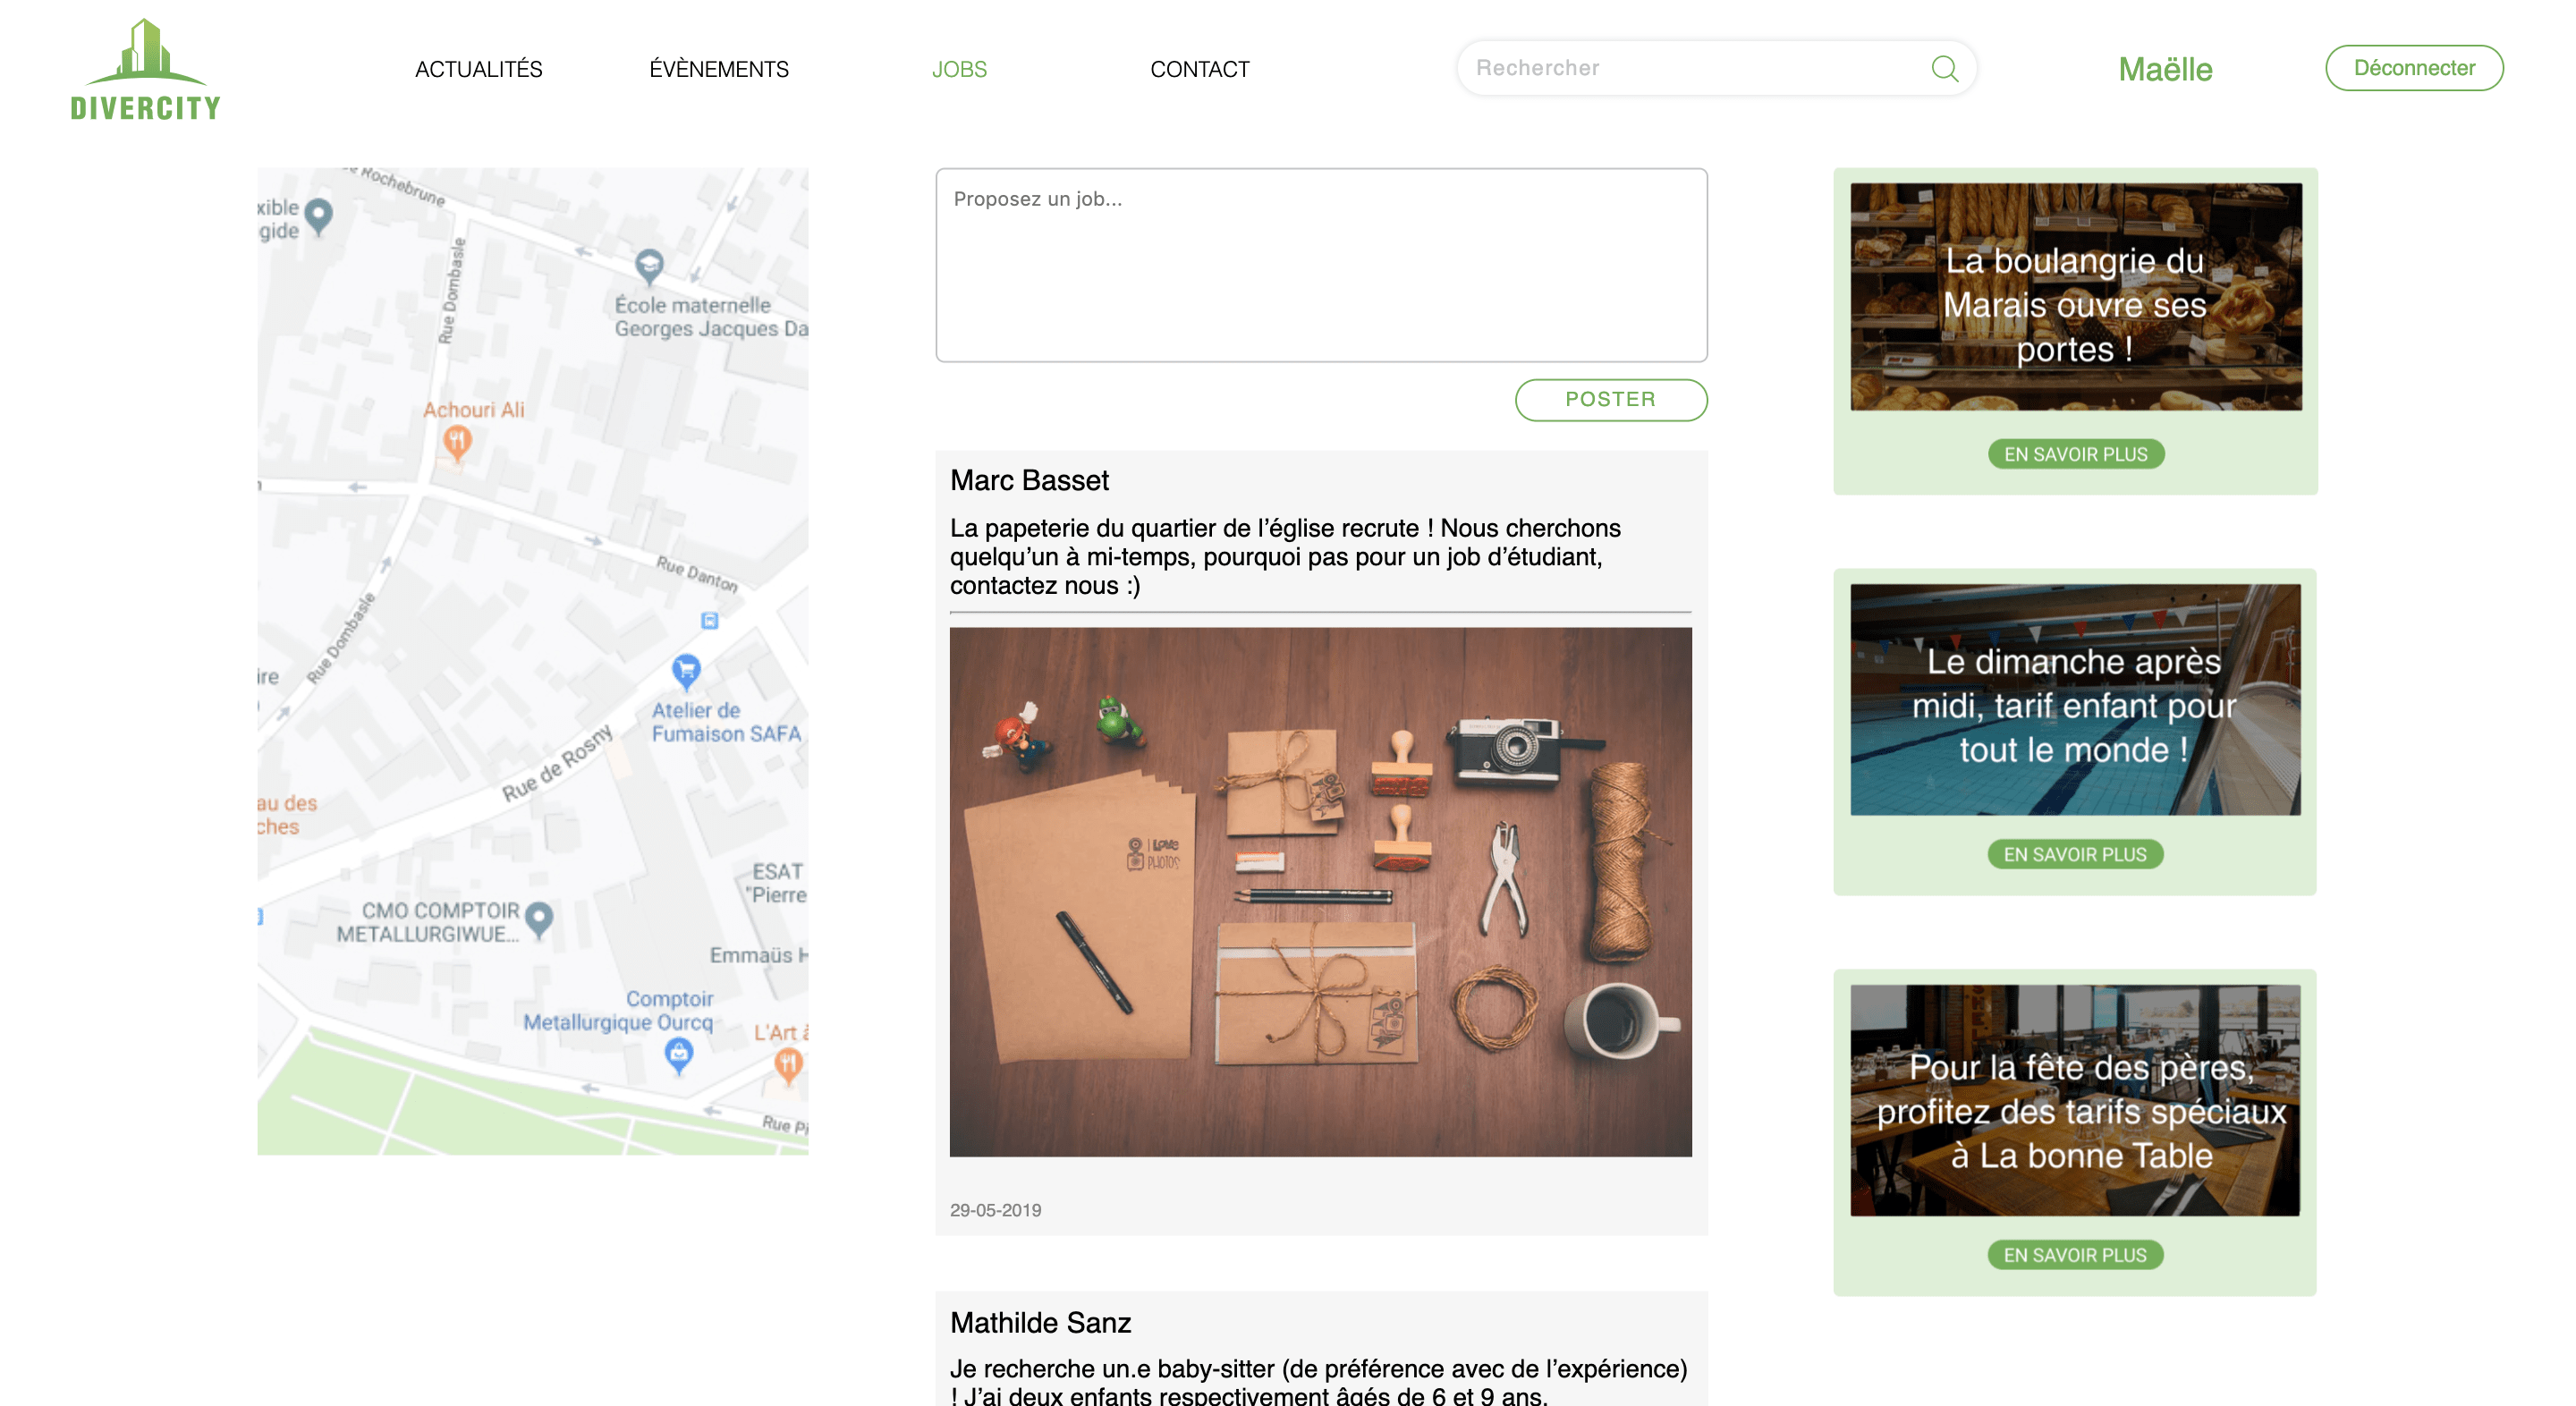 DIVERCITY
ACTUALITÉS
ÉVÈNEMENTS
JOBS
CONTACT
Rechercher
Maëlle
Déconnecter
Rochebrune
xible
gide
Rue Dombasle
École maternelle
Georges Jacques Da
Achouri Ali
Rue Danton
Rue Dombasle
ire
Atelier de
Fumaison SAFA
Rue de Rosny
au des
ches
ESAT
"Pierre
CMO COMPTOIR
METALLURGIWUE...
Emmaüs H
Comptoir
Metallurgique Ourcq
L'Art à
Rue Pi
Proposez un job...
POSTER
Marc Basset
La papeterie du quartier de l’église recrute ! Nous cherchons
quelqu’un à mi-temps, pourquoi pas pour un job d’étudiant,
contactez nous :)
I LOVE
PHOTOS
29-05-2019
Mathilde Sanz
Je recherche un.e baby-sitter (de préférence avec de l’expérience)
! J’ai deux enfants respectivement âgés de 6 et 9 ans.
La boulangrie du
Marais ouvre ses
portes !
EN SAVOIR PLUS
Le dimanche après
midi, tarif enfant pour
tout le monde !
EN SAVOIR PLUS
Pour la fête des pères,
profitez des tarifs spéciaux
à La bonne Table
EN SAVOIR PLUS